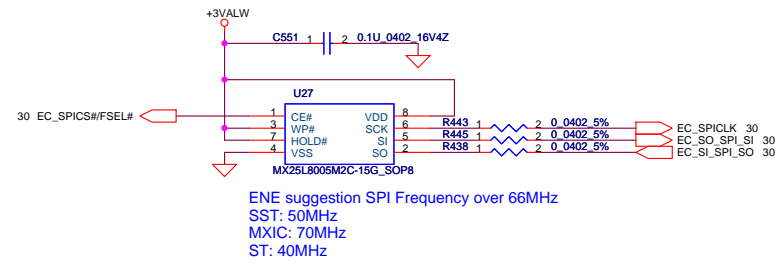 +3VALW
C551 1 2 0.1U_0402_16V4Z
U27
30 EC_SPICS#/FSEL# 1 CE# VDD 8
3 WP# SCK 6 R443 1 2 0_0402_5% EC_SPICLK 30
7 HOLD# SI 5 R445 1 2 0_0402_5% EC_SO_SPI_SI 30
4 VSS SO 2 R438 1 2 0_0402_5% EC_SI_SPI_SO 30
MX25L8005M2C-15G_SOP8
ENE suggestion SPI Frequency over 66MHz
SST: 50MHz
MXIC: 70MHz
ST: 40MHz